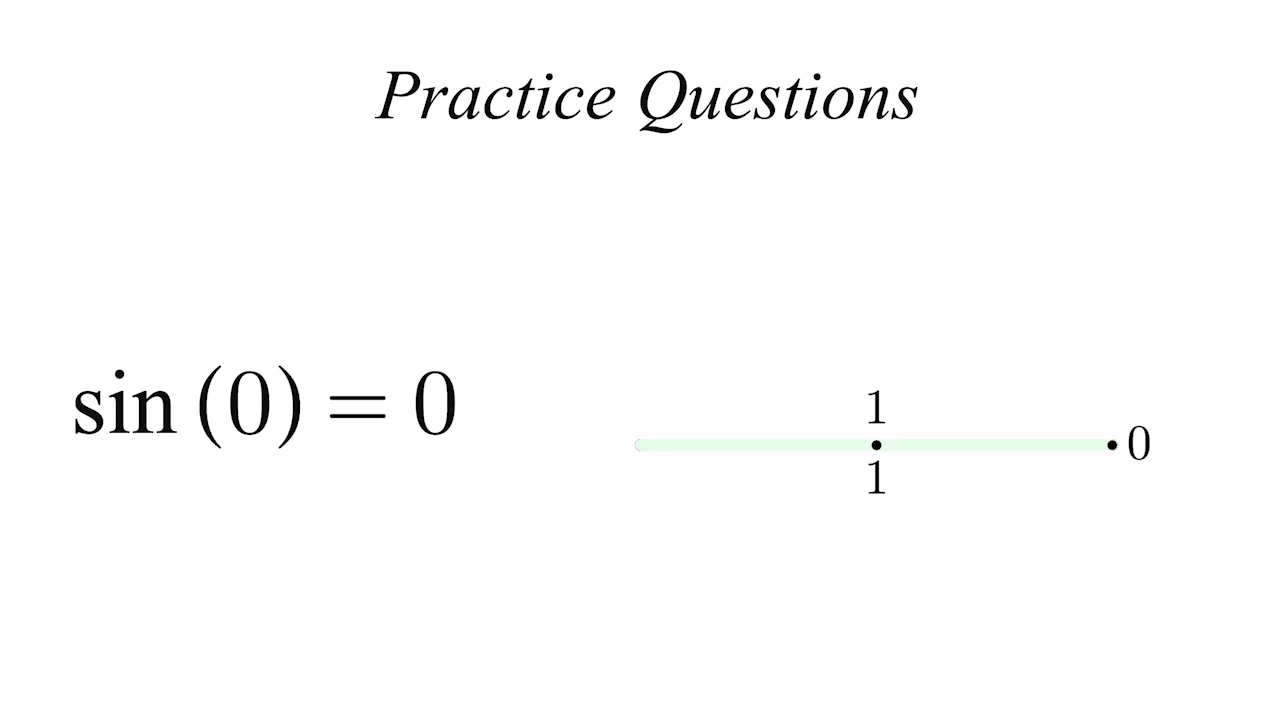 Practice Questions
sin (0) = 0
1
0
1